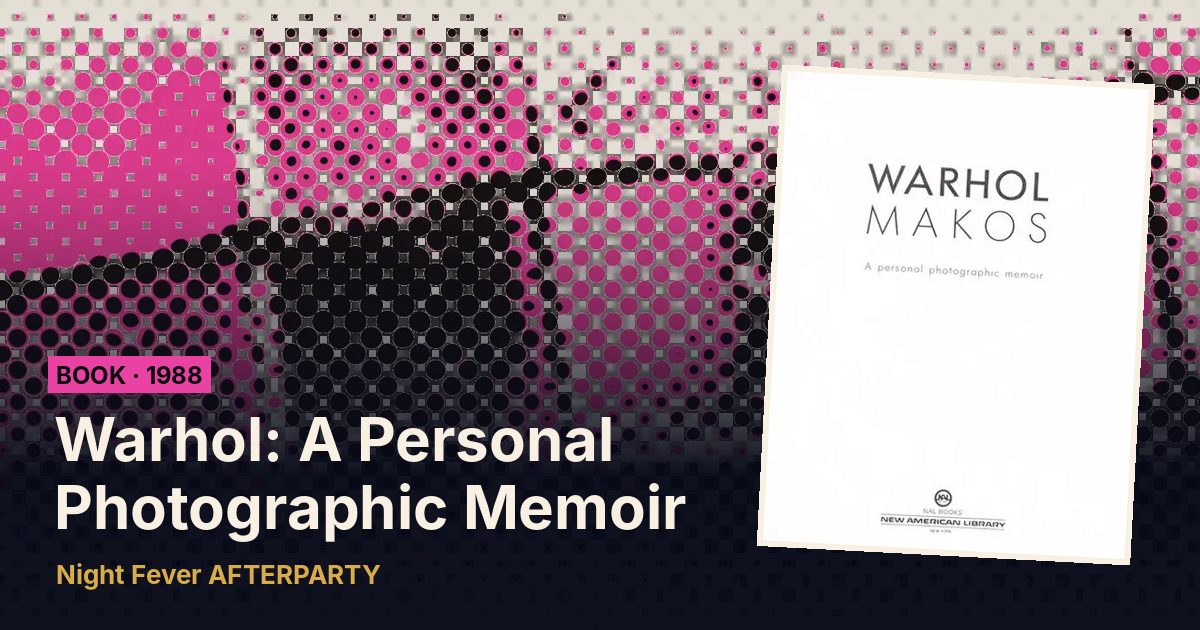 BOOK · 1988
Warhol: A Personal
Photographic Memoir
Night Fever AFTERPARTY
WARHOL
MAKOS
A personal photographic memoir
NAL
NAL BOOKS
NEW AMERICAN LIBRARY
NEW YORK